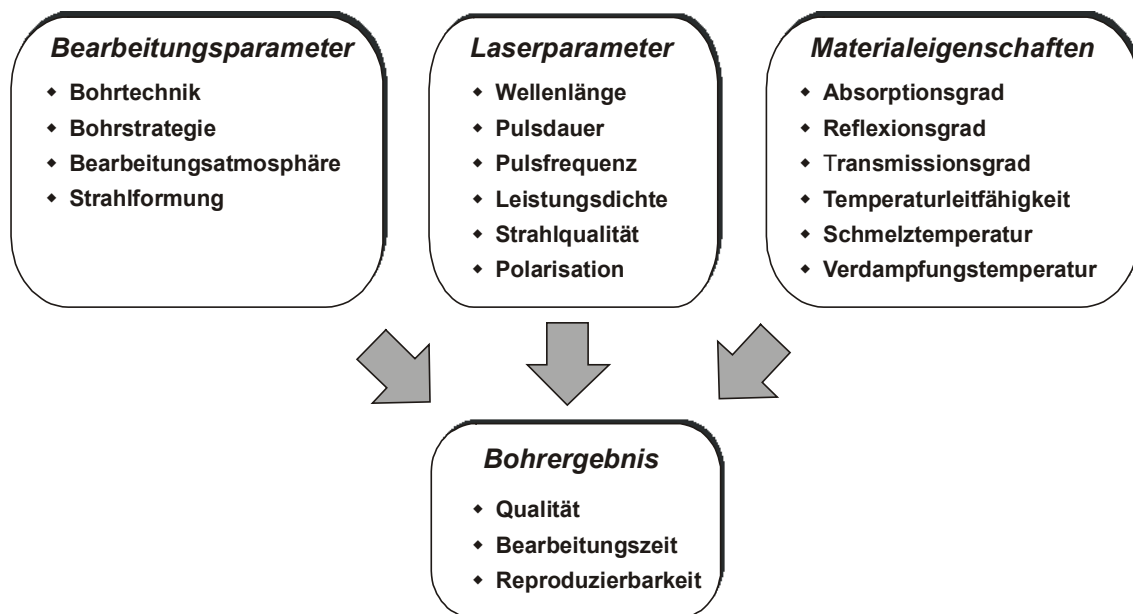 Bearbeitungsparameter
◆ Bohrtechnik
◆ Bohrstrategie
◆ Bearbeitungsatmosphäre
◆ Strahlformung
Laserparameter
◆ Wellenlänge
◆ Pulsdauer
◆ Pulsfrequenz
◆ Leistungsdichte
◆ Strahlqualität
◆ Polarisation
Materialeigenschaften
◆ Absorptionsgrad
◆ Reflexionsgrad
◆ Transmissionsgrad
◆ Temperaturleitfähigkeit
◆ Schmelztemperatur
◆ Verdampfungstemperatur
Bohrergebnis
◆ Qualität
◆ Bearbeitungszeit
◆ Reproduzierbarkeit